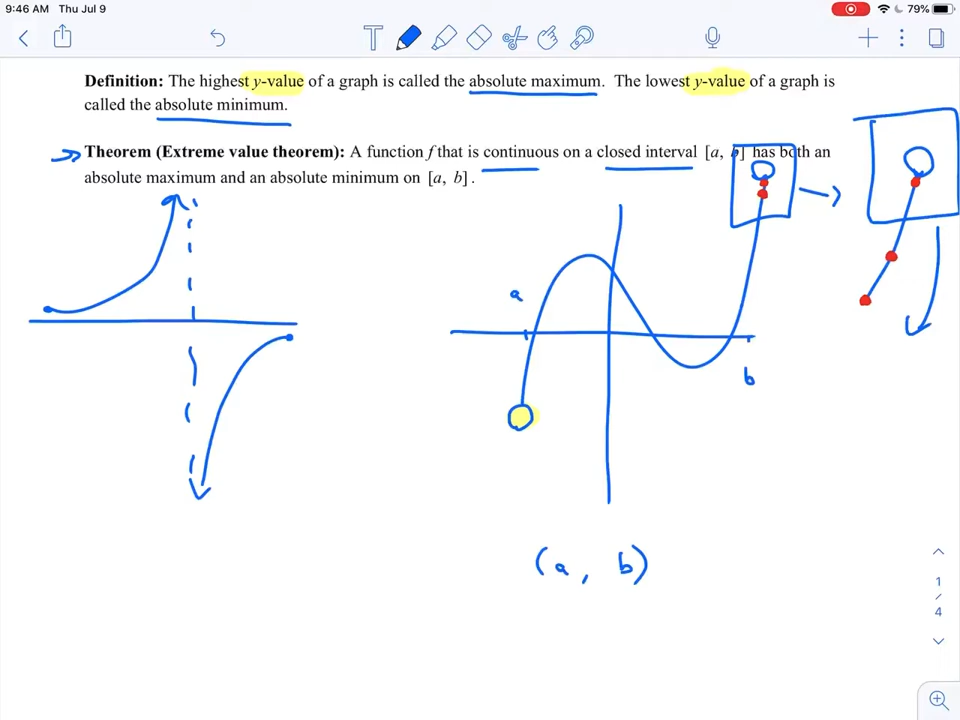 9:46 AM Thu Jul 9
79%
Definition: The highest y-value of a graph is called the absolute maximum. The lowest y-value of a graph is
called the absolute minimum.
Theorem (Extreme value theorem): A function f that is continuous on a closed interval [a, b] has both an
absolute maximum and an absolute minimum on [a, b].
a
b
(a, b)
1
/
4